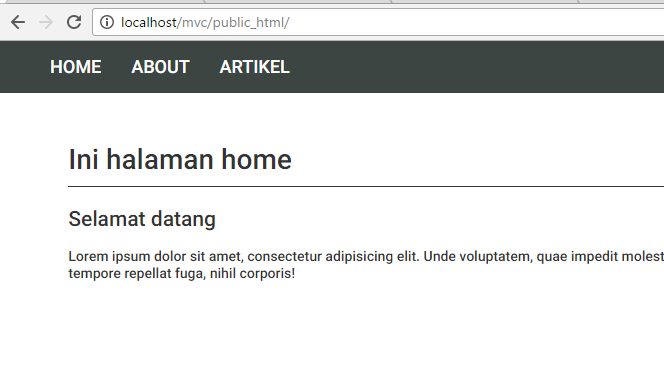 localhost/mvc/public_html/
HOME ABOUT ARTIKEL
Ini halaman home
Selamat datang
Lorem ipsum dolor sit amet, consectetur adipisicing elit. Unde voluptatem, quae impedit molest
tempore repellat fuga, nihil corporis!